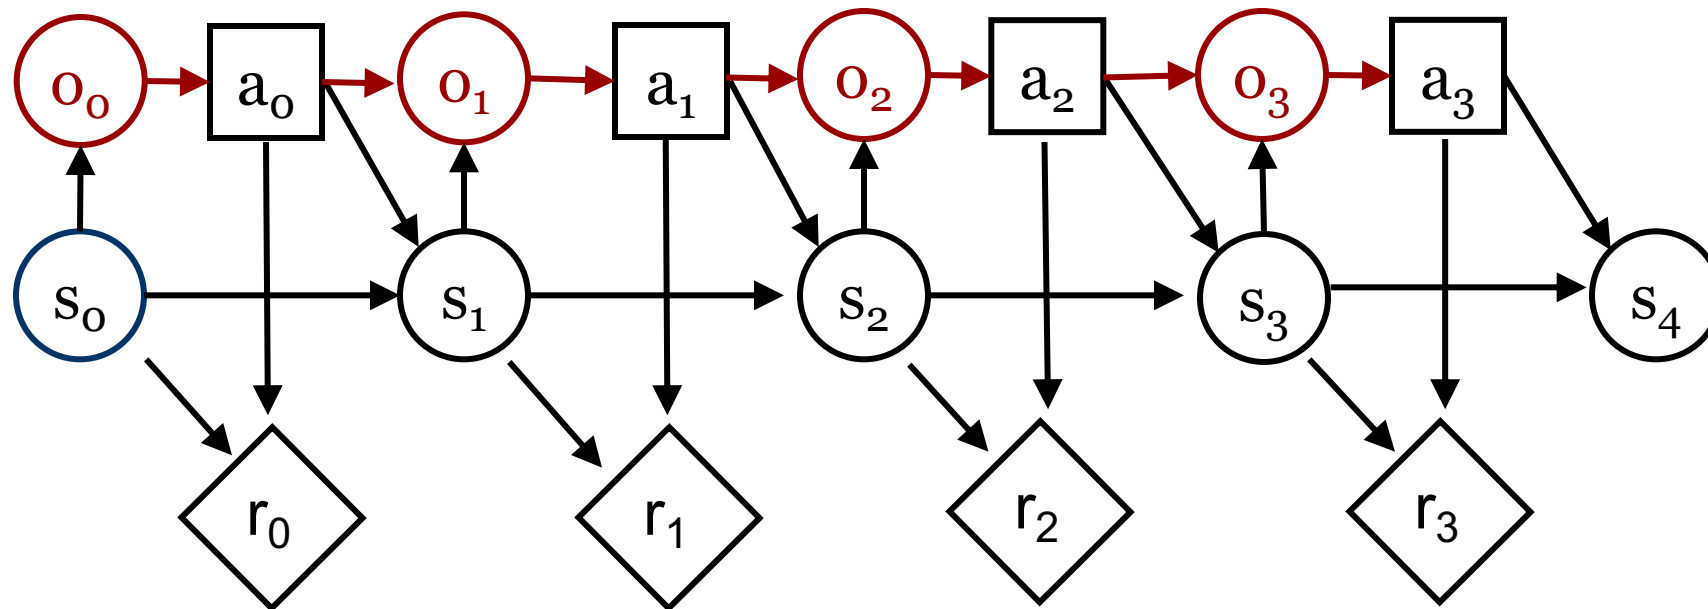 o₀ a₀ o₁ a₁ o₂ a₂ o₃ a₃
s₀ s₁ s₂ s₃ s₄
r₀ r₁ r₂ r₃